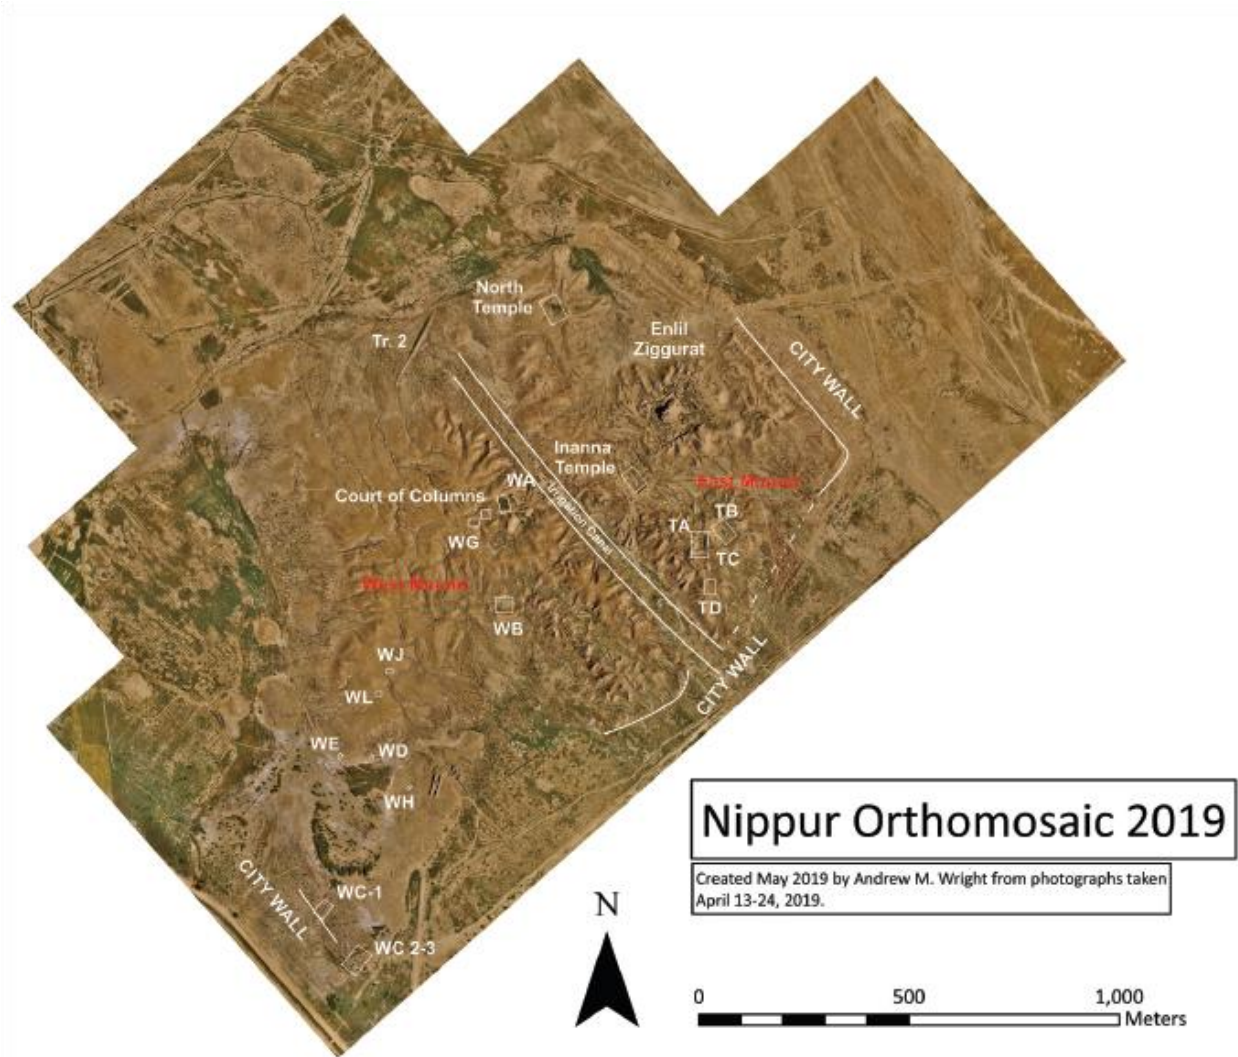 North
Temple
Enlil
Ziggurat
Tr. 2
CITY WALL
Inanna
Temple
WA
East Mound
Court of Columns
Irrigation Canal
TB
TA
WG
TC
West Mound
TD
WB
CITY WALL
WJ
WL
WE
WD
WH
CITY WALL
WC-1
WC 2-3
Nippur Orthomosaic 2019
Created May 2019 by Andrew M. Wright from photographs taken
April 13-24, 2019.
N
0 500 1,000
Meters